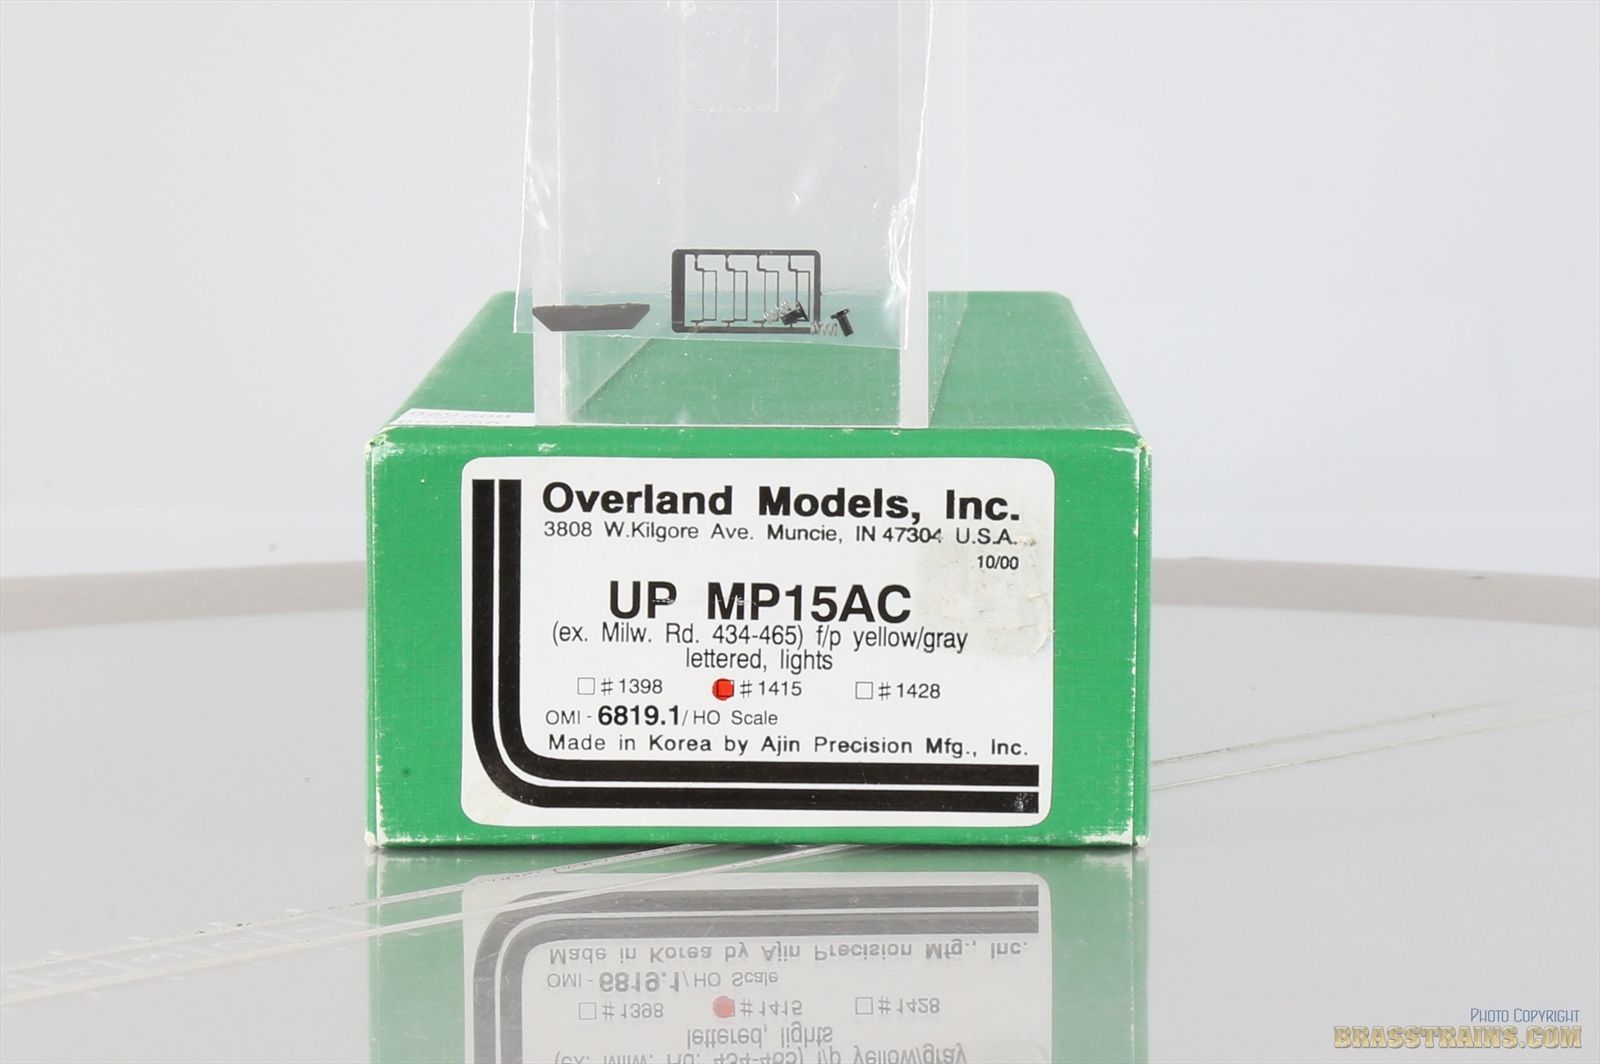 Overland Models, Inc.
3808 W.Kilgore Ave. Muncie, IN 47304 U.S.A.
10/00
UP MP15AC
(ex. Milw. Rd. 434-465) f/p yellow/gray
lettered, lights
#1398 #1415 #1428
OMI - 6819.1/ HO Scale
Made in Korea by Ajin Precision Mfg., Inc.
Photo Copyright
BRASSTRAINS.COM